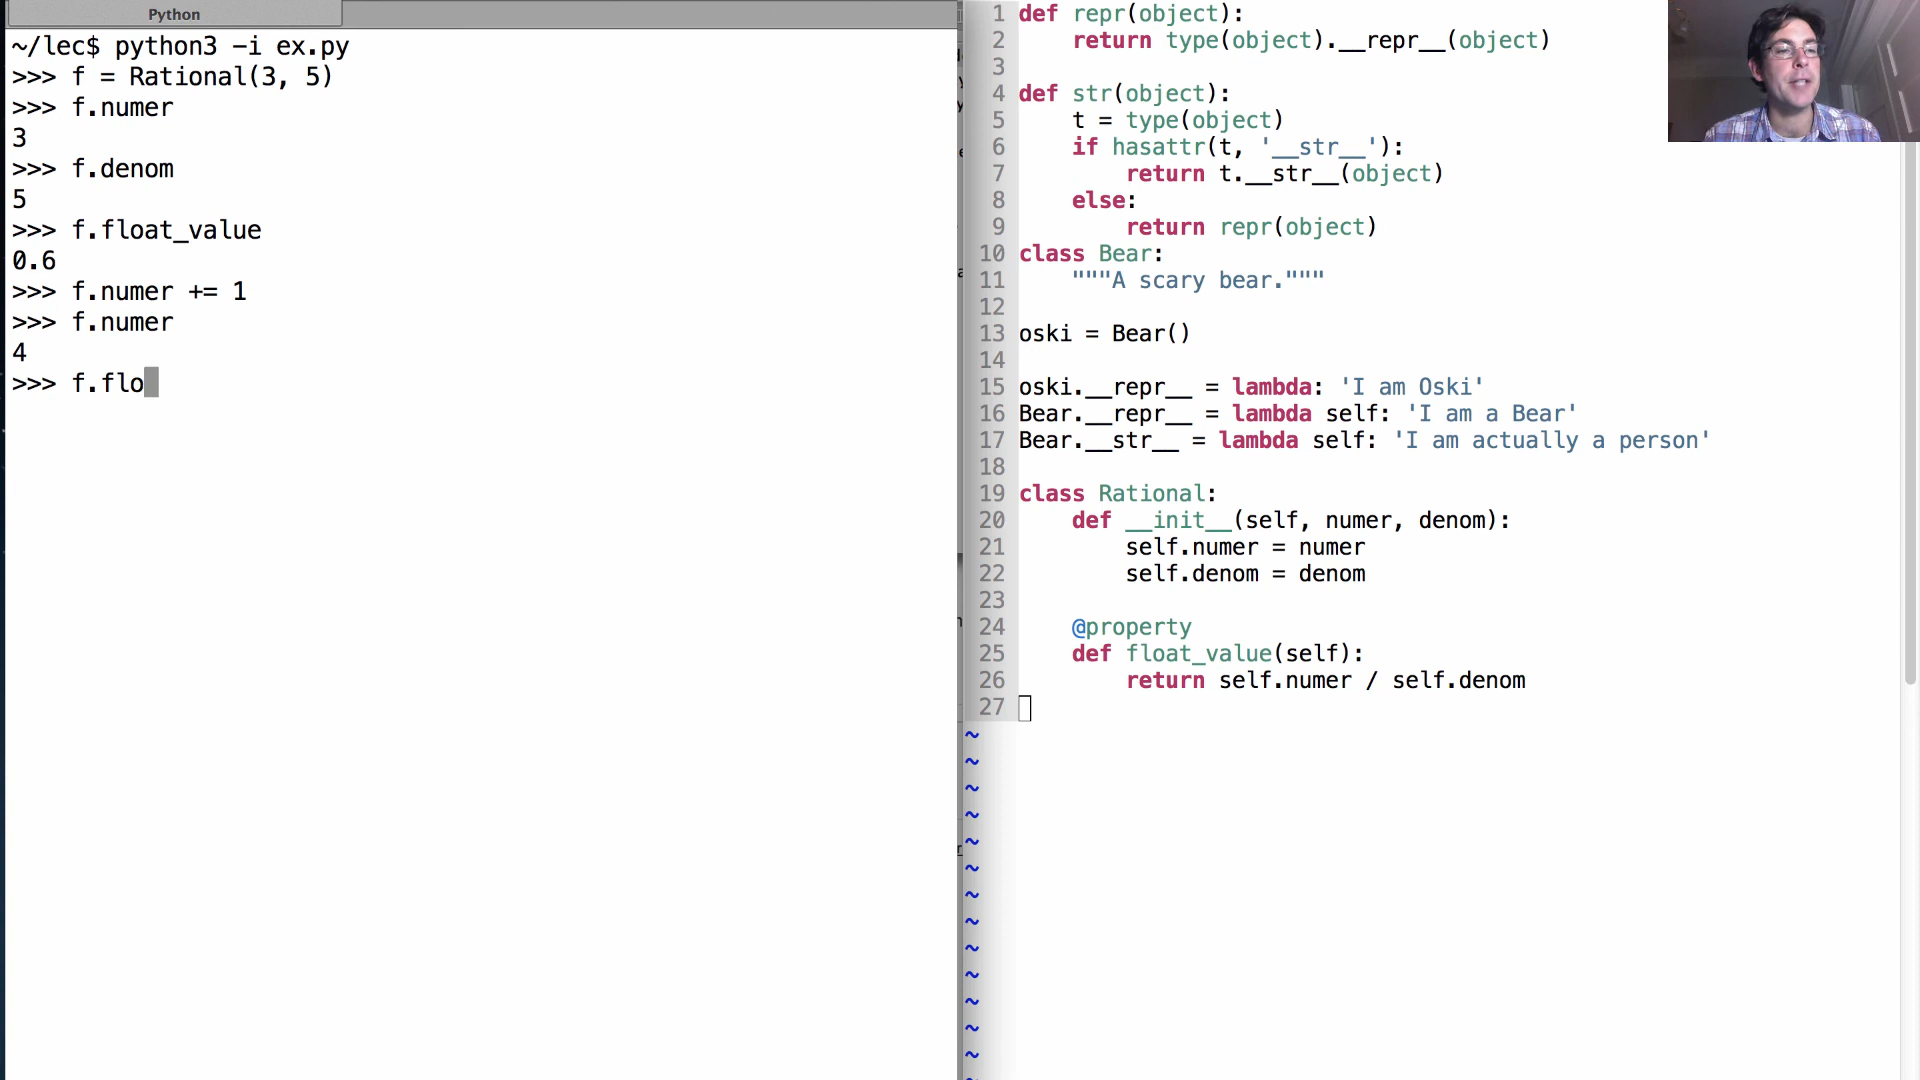 Python
~/lec$ python3 -i ex.py
>>> f = Rational(3, 5)
>>> f.numer
3
>>> f.denom
5
>>> f.float_value
0.6
>>> f.numer += 1
>>> f.numer
4
>>> f.flo
1 def repr(object):
2     return type(object).__repr__(object)
3
4 def str(object):
5     t = type(object)
6     if hasattr(t, '__str__'):
7         return t.__str__(object)
8     else:
9         return repr(object)
10 class Bear:
11     """A scary bear."""
12
13 oski = Bear()
14
15 oski.__repr__ = lambda: 'I am Oski'
16 Bear.__repr__ = lambda self: 'I am a Bear'
17 Bear.__str__ = lambda self: 'I am actually a person'
18
19 class Rational:
20     def __init__(self, numer, denom):
21         self.numer = numer
22         self.denom = denom
23
24     @property
25     def float_value(self):
26         return self.numer / self.denom
27
~
~
~
~
~
~
~
~
~
~
~
~
~
~